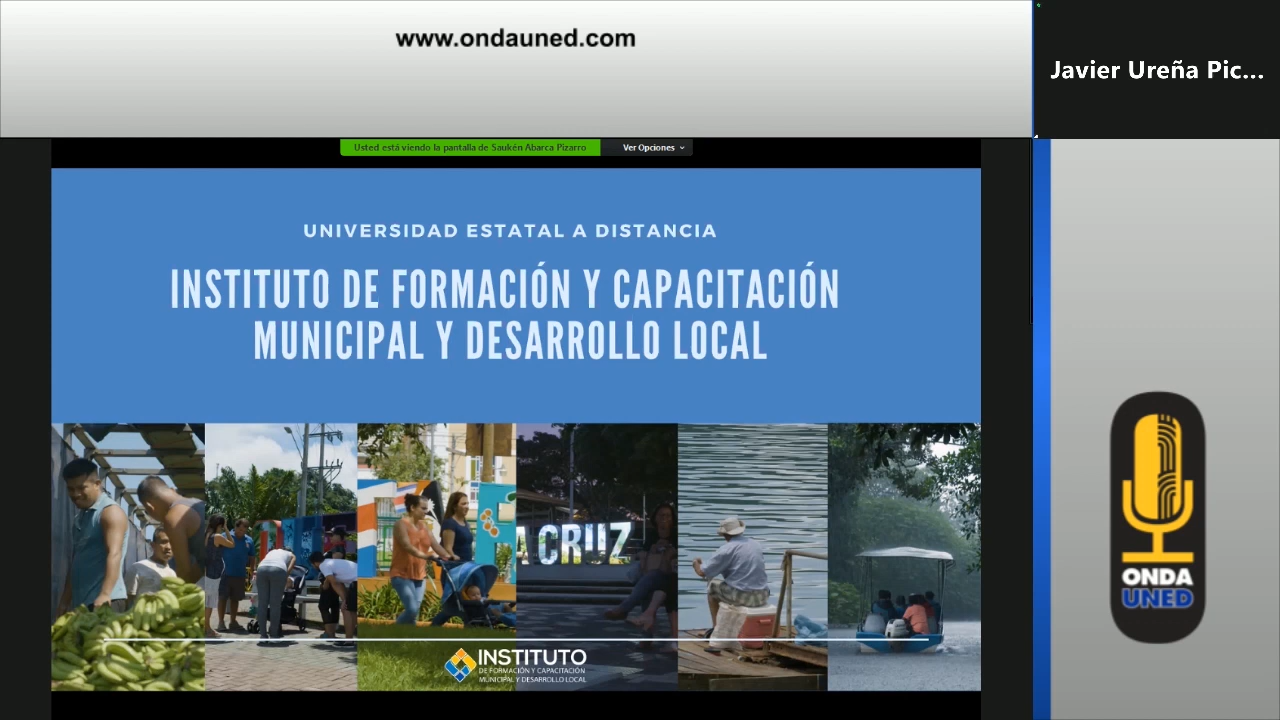 www.ondauned.com
Javier Ureña Pic...
Usted está viendo la pantalla de Saukén Abarca Pizarro
Ver Opciones
UNIVERSIDAD ESTATAL A DISTANCIA
INSTITUTO DE FORMACIÓN Y CAPACITACIÓN
MUNICIPAL Y DESARROLLO LOCAL
A CRUZ
INSTITUTO
DE FORMACIÓN Y CAPACITACIÓN
MUNICIPAL Y DESARROLLO LOCAL
ONDA
UNED